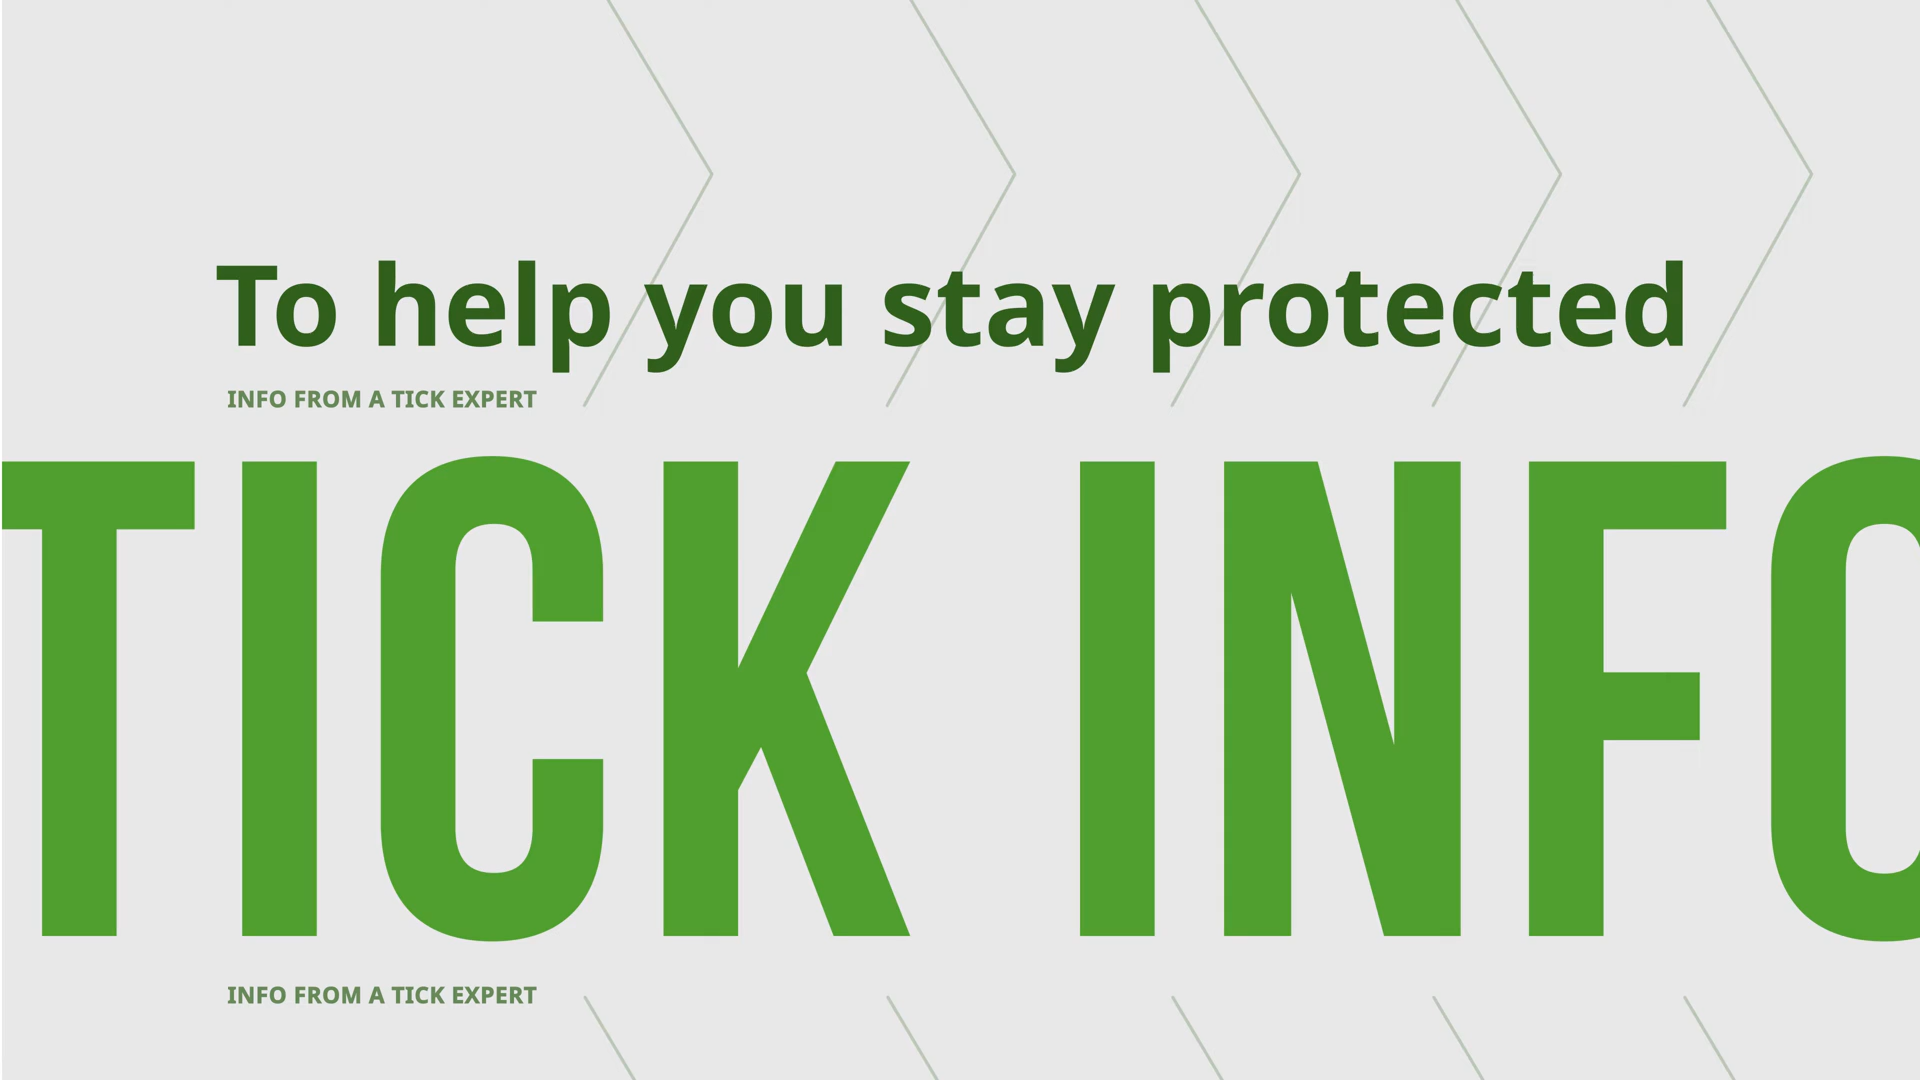 To help you stay protected
INFO FROM A TICK EXPERT
TICK INFO
INFO FROM A TICK EXPERT